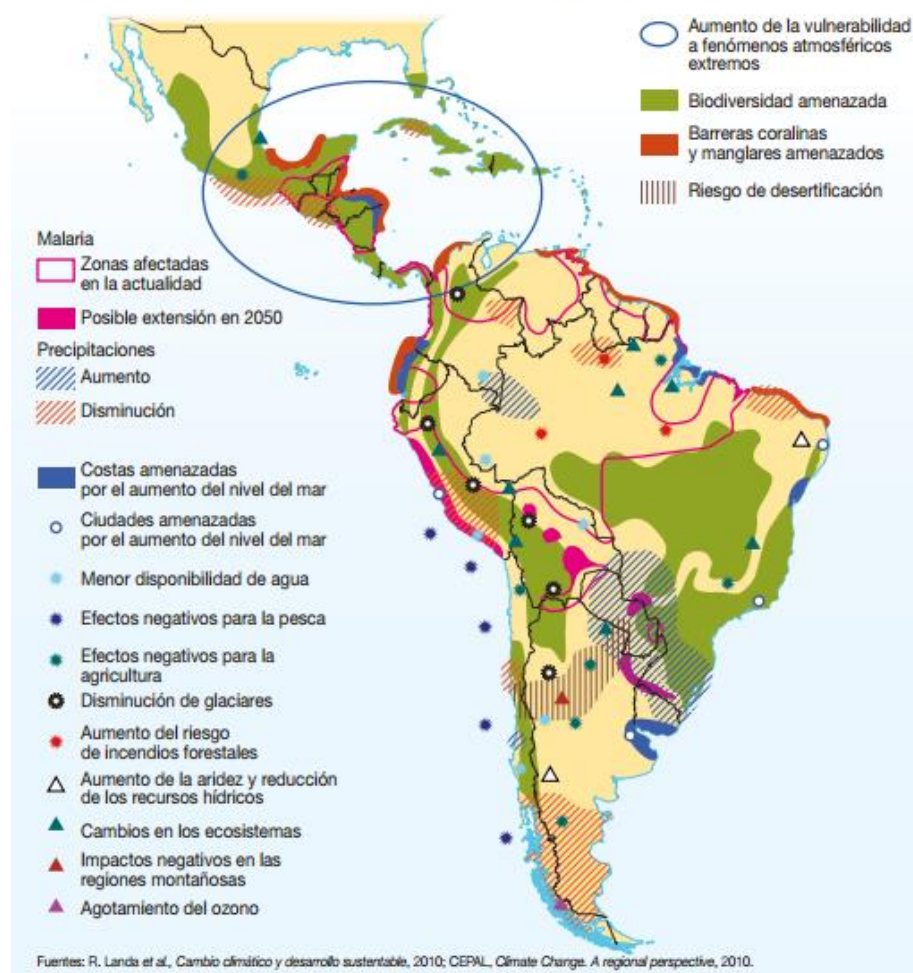 Aumento de la vulnerabilidad
a fenómenos atmosféricos
extremos
Biodiversidad amenazada
Barreras coralinas
y manglares amenazados
Riesgo de desertificación
Malaria
Zonas afectadas
en la actualidad
Posible extensión en 2050
Precipitaciones
Aumento
Disminución
Costas amenazadas
por el aumento del nivel del mar
Ciudades amenazadas
por el aumento del nivel del mar
Menor disponibilidad de agua
Efectos negativos para la pesca
Efectos negativos para la
agricultura
Disminución de glaciares
Aumento del riesgo
de incendios forestales
Aumento de la aridez y reducción
de los recursos hídricos
Cambios en los ecosistemas
Impactos negativos en las
regiones montañosas
Agotamiento del ozono
Fuentes: R. Landa et al., Cambio climático y desarrollo sustentable, 2010; CEPAL, Climate Change. A regional perspective, 2010.